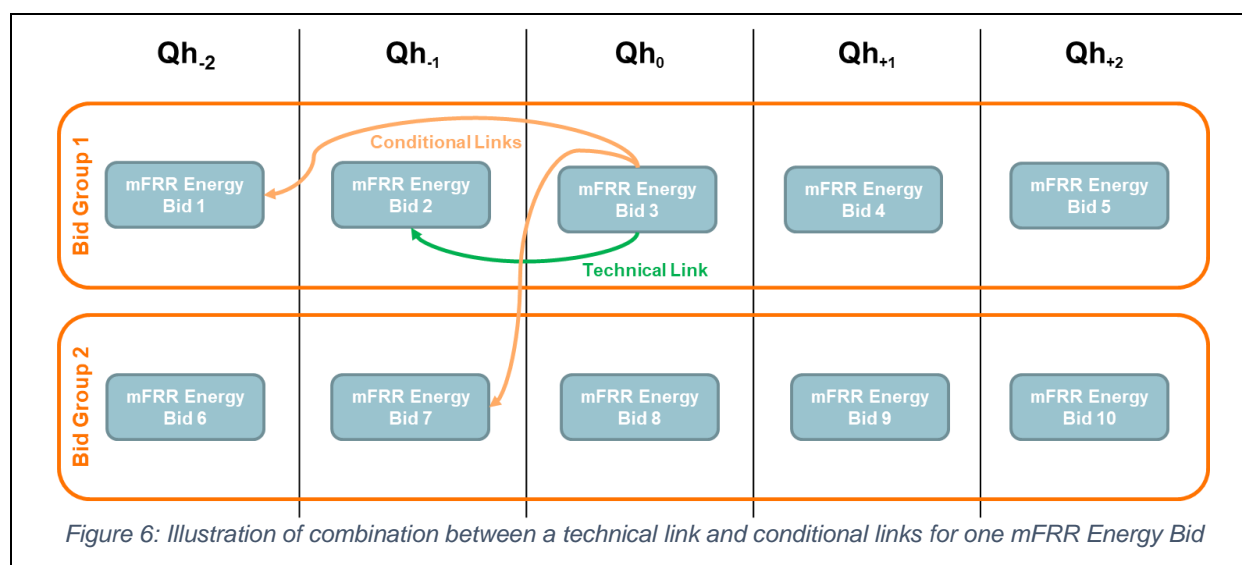 Qh-2 Qh-1 Qh0 Qh+1 Qh+2
Bid Group 1
Conditional Links
mFRR Energy
Bid 1
mFRR Energy
Bid 2
mFRR Energy
Bid 3
mFRR Energy
Bid 4
mFRR Energy
Bid 5
Technical Link
Bid Group 2
mFRR Energy
Bid 6
mFRR Energy
Bid 7
mFRR Energy
Bid 8
mFRR Energy
Bid 9
mFRR Energy
Bid 10
Figure 6: Illustration of combination between a technical link and conditional links for one mFRR Energy Bid